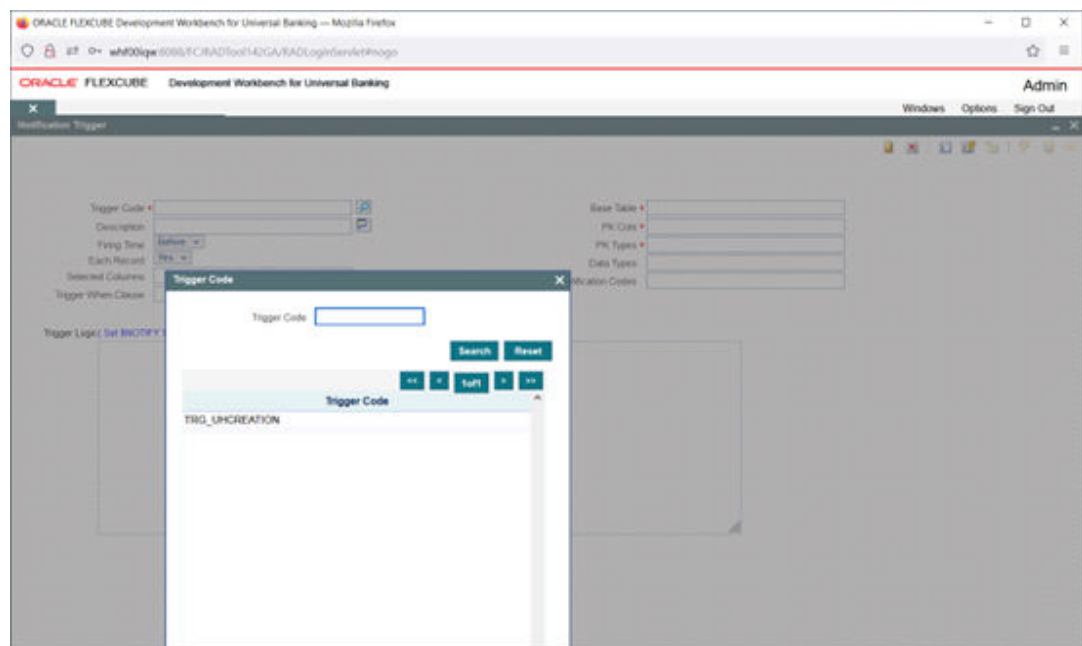 ORACLE FLEXCUBE Development Workbench for Universal Banking — Mozilla Firefox
ORACLE FLEXCUBE Development Workbench for Universal Banking
Admin
Windows Options Sign Out
Notification Trigger
Trigger Code
Base Table
Description
PK Cols
Firing Time Before
PK Types
Each Record Yes
Data Types
Selected Columns
Trigger When Clause
Trigger Code
Trigger Code
Search Reset
<< < 1of1 > >>
Trigger Code
TRG_UHCREATION
Trigger Logic